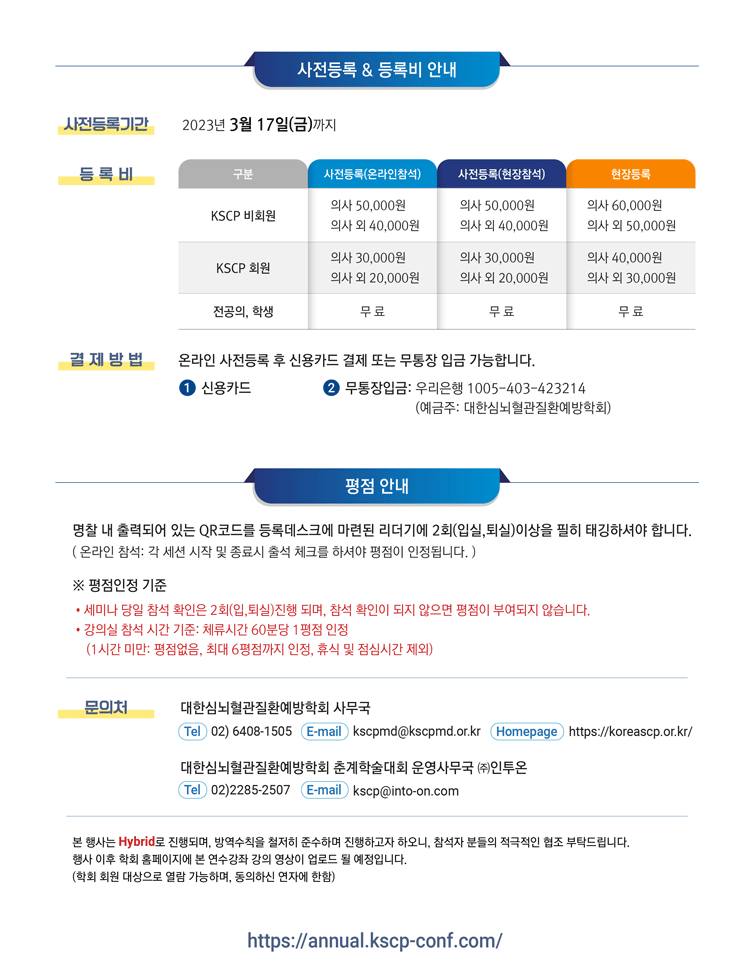 사전등록 & 등록비 안내
사전등록기간 2023년 3월 17일(금)까지
등 록 비
구분 사전등록(온라인참석) 사전등록(현장참석) 현장등록
KSCP 비회원 의사 50,000원 의사 50,000원 의사 60,000원
의사 외 40,000원 의사 외 40,000원 의사 외 50,000원
KSCP 회원 의사 30,000원 의사 30,000원 의사 40,000원
의사 외 20,000원 의사 외 20,000원 의사 외 30,000원
전공의, 학생 무 료 무 료 무 료
결 제 방 법 온라인 사전등록 후 신용카드 결제 또는 무통장 입금 가능합니다.
1 신용카드 2 무통장입금: 우리은행 1005-403-423214
(예금주: 대한심뇌혈관질환예방학회)
평점 안내
명찰 내 출력되어 있는 QR코드를 등록데스크에 마련된 리더기에 2회(입실,퇴실)이상을 필히 태깅하셔야 합니다.
( 온라인 참석: 각 세션 시작 및 종료시 출석 체크를 하셔야 평점이 인정됩니다. )
※ 평점인정 기준
• 세미나 당일 참석 확인은 2회(입,퇴실)진행 되며, 참석 확인이 되지 않으면 평점이 부여되지 않습니다.
• 강의실 참석 시간 기준: 체류시간 60분당 1평점 인정
(1시간 미만: 평점없음, 최대 6평점까지 인정, 휴식 및 점심시간 제외)
문의처 대한심뇌혈관질환예방학회 사무국
Tel 02) 6408-1505 E-mail kscpmd@kscpmd.or.kr Homepage https://koreascp.or.kr/
대한심뇌혈관질환예방학회 춘계학술대회 운영사무국 ㈜인투온
Tel 02)2285-2507 E-mail kscp@into-on.com
본 행사는 Hybrid로 진행되며, 방역수칙을 철저히 준수하며 진행하고자 하오니, 참석자 분들의 적극적인 협조 부탁드립니다.
행사 이후 학회 홈페이지에 본 연수강좌 강의 영상이 업로드 될 예정입니다.
(학회 회원 대상으로 열람 가능하며, 동의하신 연자에 한함)
https://annual.kscp-conf.com/